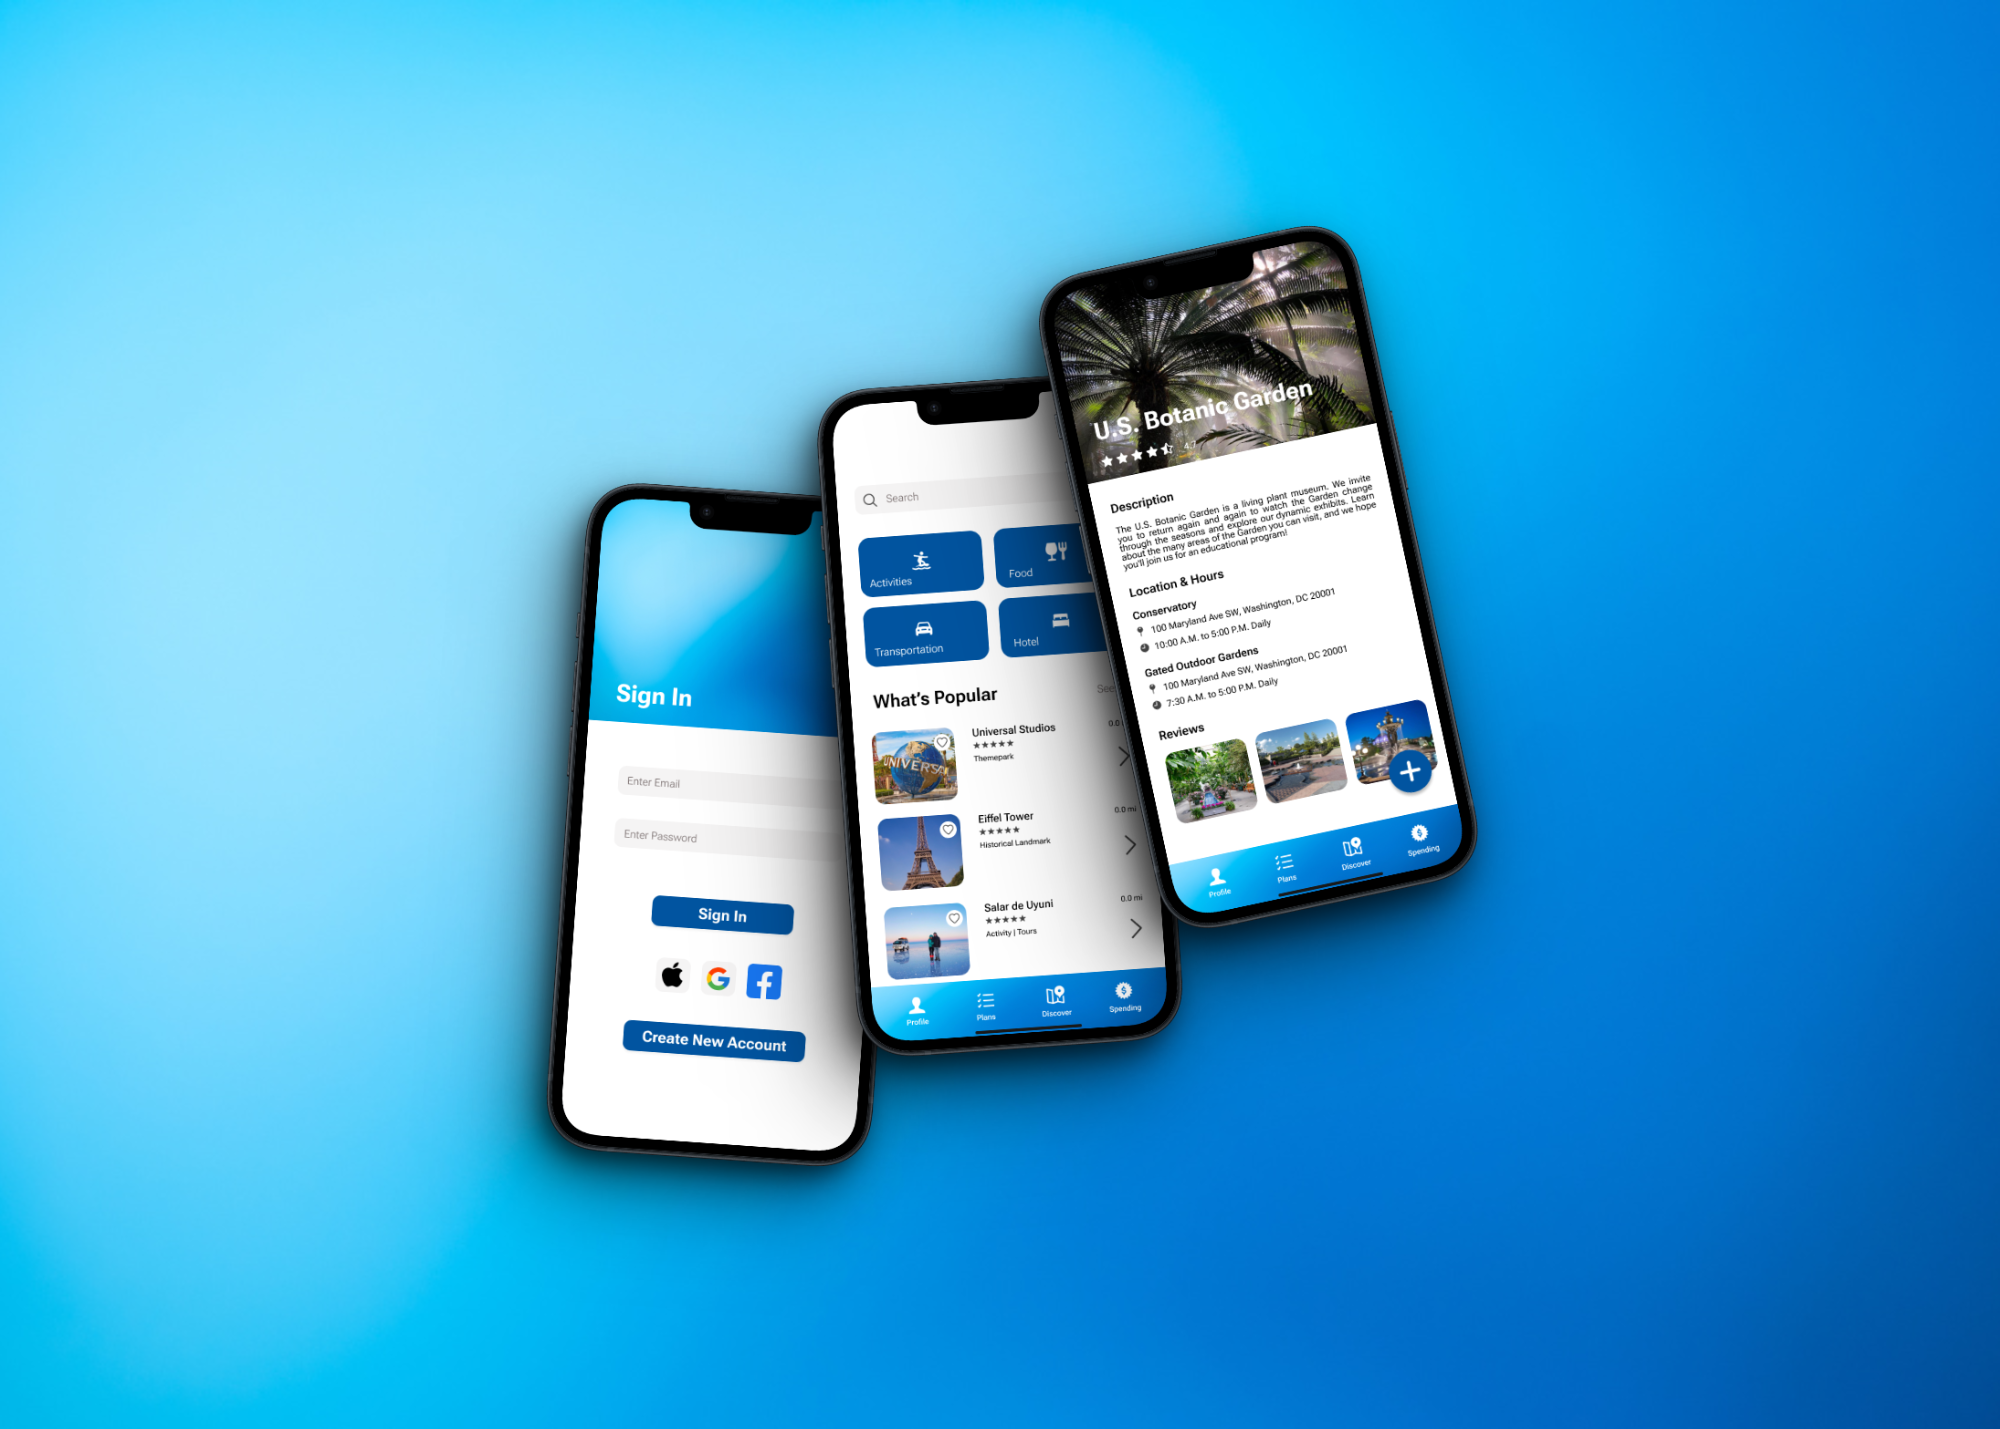 Sign In
Enter Email
Enter Password
Sign In
Create New Account
Search
Activities
Food
Transportation
Hotel
What's Popular
See
Universal Studios
0.0
Themepark
UNIVERSAL
Eiffel Tower
0.0 mi
Historical Landmark
Salar de Uyuni
0.0 mi
Activity | Tours
Profile
Plans
Discover
Spending
U.S. Botanic Garden
4.7
Description
The U.S. Botanic Garden is a living plant museum. We invite
you to return again and again to watch the Garden change
through the seasons and explore our dynamic exhibits. Learn
about the many areas of the Garden you can visit, and we hope
you'll join us for an educational program!
Location & Hours
Conservatory
100 Maryland Ave SW, Washington, DC 20001
10:00 A.M. to 5:00 P.M. Daily
Gated Outdoor Gardens
100 Maryland Ave SW, Washington, DC 20001
7:30 A.M. to 5:00 P.M. Daily
Reviews
Profile
Plans
Discover
Spending